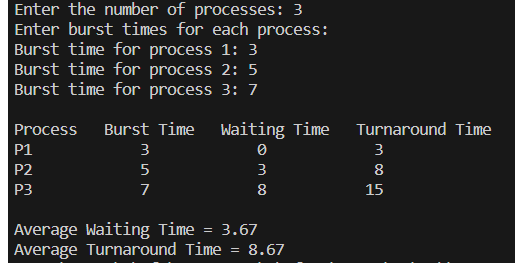 Enter the number of processes: 3
Enter burst times for each process:
Burst time for process 1: 3
Burst time for process 2: 5
Burst time for process 3: 7
Process Burst Time Waiting Time Turnaround Time
P1 3 0 3
P2 5 3 8
P3 7 8 15
Average Waiting Time = 3.67
Average Turnaround Time = 8.67